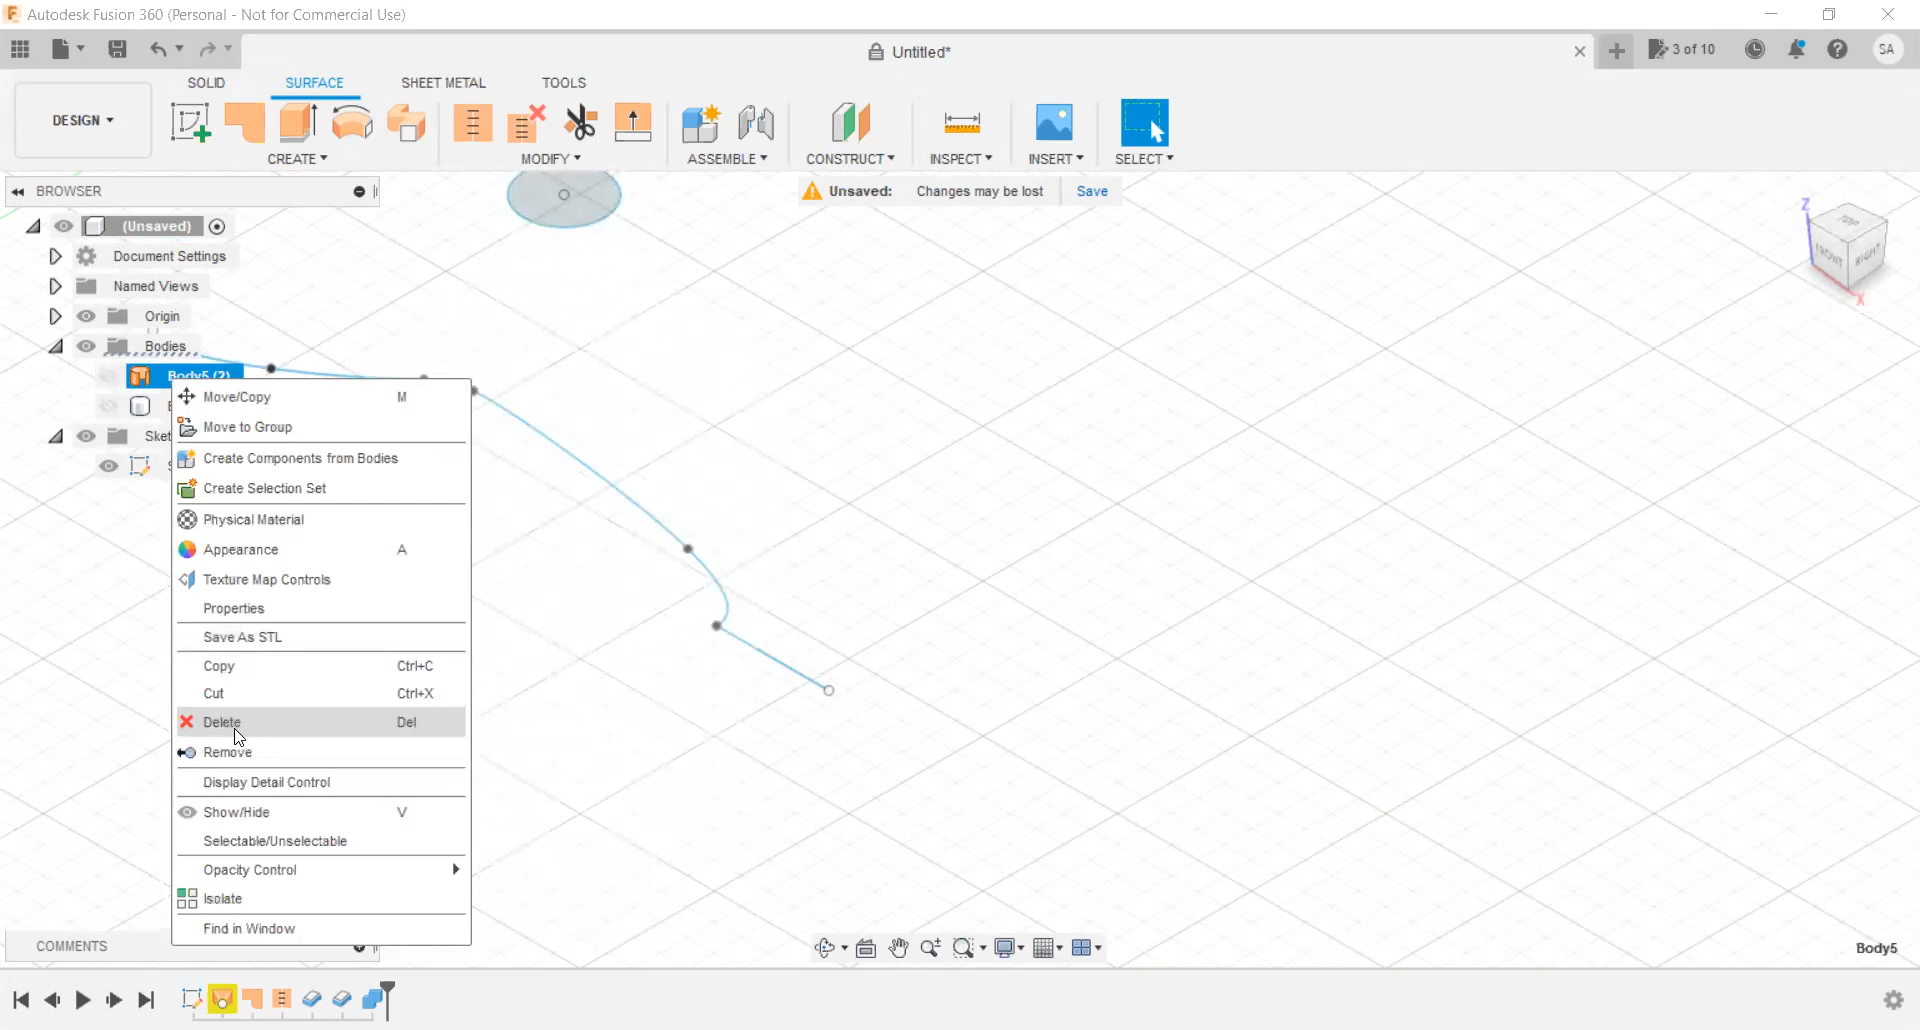 Autodesk Fusion 360 (Personal - Not for Commercial Use)
Untitled*
3 of 10
SA
SOLID
SURFACE
SHEET METAL
TOOLS
DESIGN
CREATE
MODIFY
ASSEMBLE
CONSTRUCT
INSPECT
INSERT
SELECT
BROWSER
Unsaved: Changes may be lost Save
(Unsaved)
Document Settings
Named Views
Origin
Bodies
Body5 (2)
Move/Copy M
Move to Group
Create Components from Bodies
Create Selection Set
Physical Material
Appearance A
Texture Map Controls
Properties
Save As STL
Copy Ctrl+C
Cut Ctrl+X
Delete Del
Remove
Display Detail Control
Show/Hide V
Selectable/Unselectable
Opacity Control
Isolate
Find in Window
Z
TOP
FRONT
RIGHT
X
COMMENTS
Body5